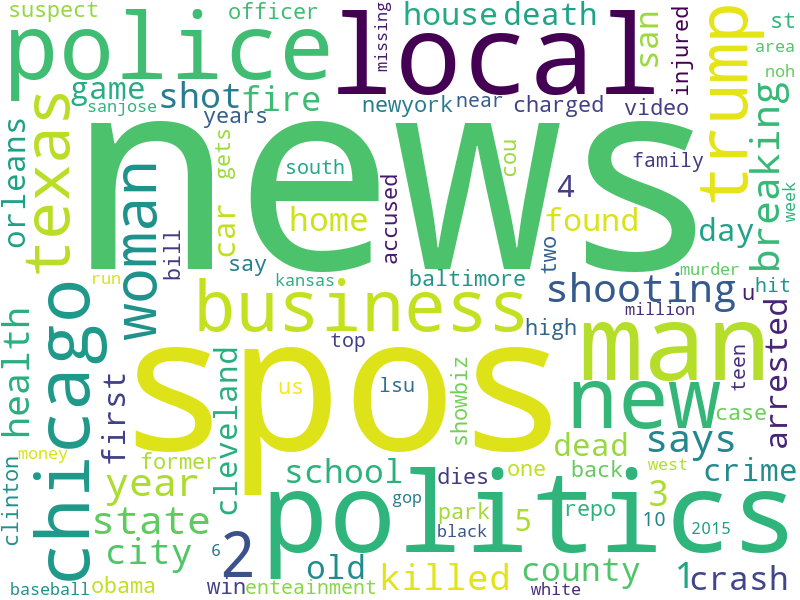 suspect
officer
police
local
missing
house
death
san
injured
trump
st
area
noh
game
sanjose
shot
fire
years
newyork
near
charged
video
breaking
texas
orleans
news
gets
south
cou
family
4
woman
accused
home
found
day
week
car
bill
say
two
run
kansas
baltimore
shooting
murder
u
hit
million
chicago
business
top
high
man
arrested
health
first
cleveland
spos
us
lsu
showbiz
new
teen
case
says
dead
clinton
money
former
year
school
dies
one
back
west
crime
state
politics
gop
park
black
5
repo
3
10
2015
city
6
2
old
killed
county
1
crash
baseball
obama
win
enteainment
white